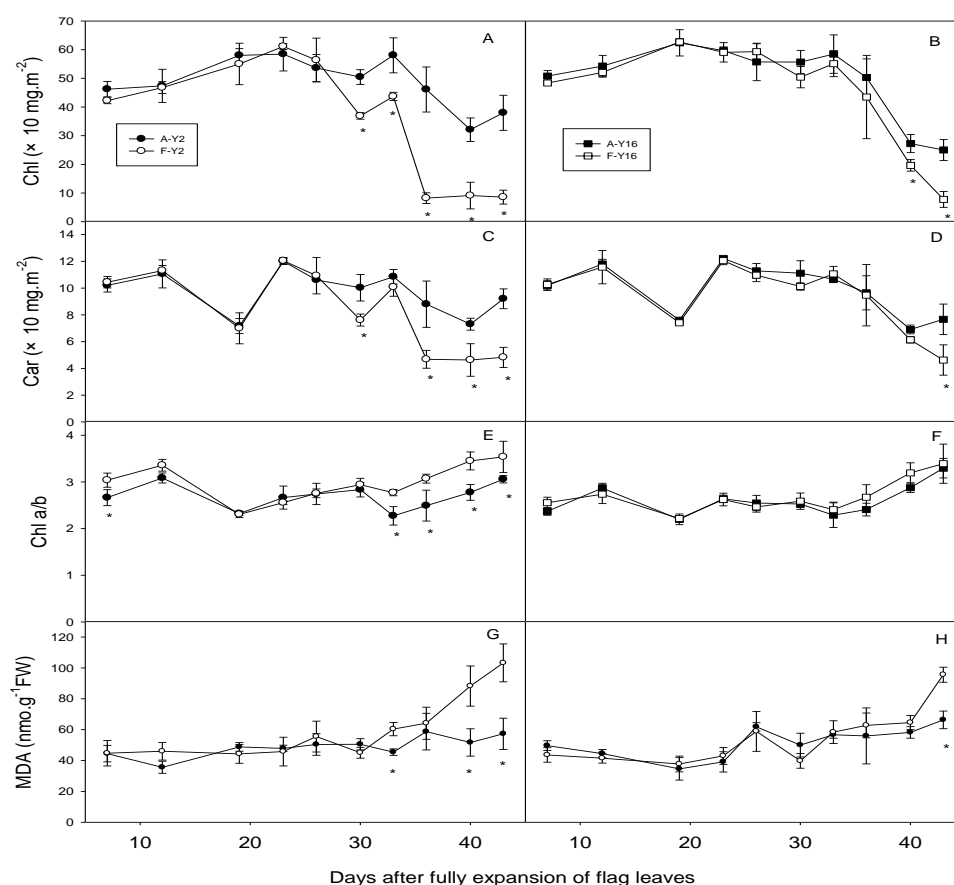 Chl (× 10 mg.m-2)
70
60
50
40
30
20
10
0
A
A-Y2
F-Y2
* * * * *
B
A-Y16
F-Y16
* *
Car (× 10 mg.m-2)
14
12
10
8
6
4
2
0
C
* * * *
D
*
Chl a/b
4
3
2
1
0
E
* * * * *
F
MDA (nmo.g-1FW)
120
100
80
60
40
20
0
G
* * *
H
*
10 20 30 40 10 20 30 40
Days after fully expansion of flag leaves